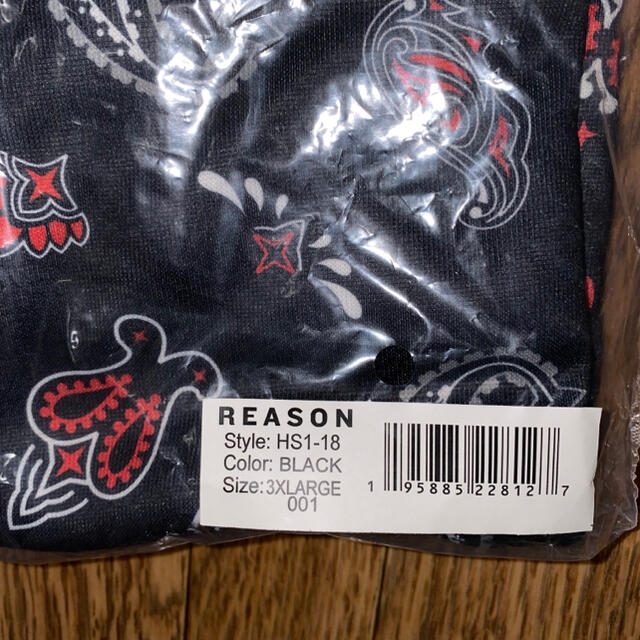 REASON
Style: HS1-18
Color: BLACK
Size: 3XLARGE
001
1 95885 22812 7